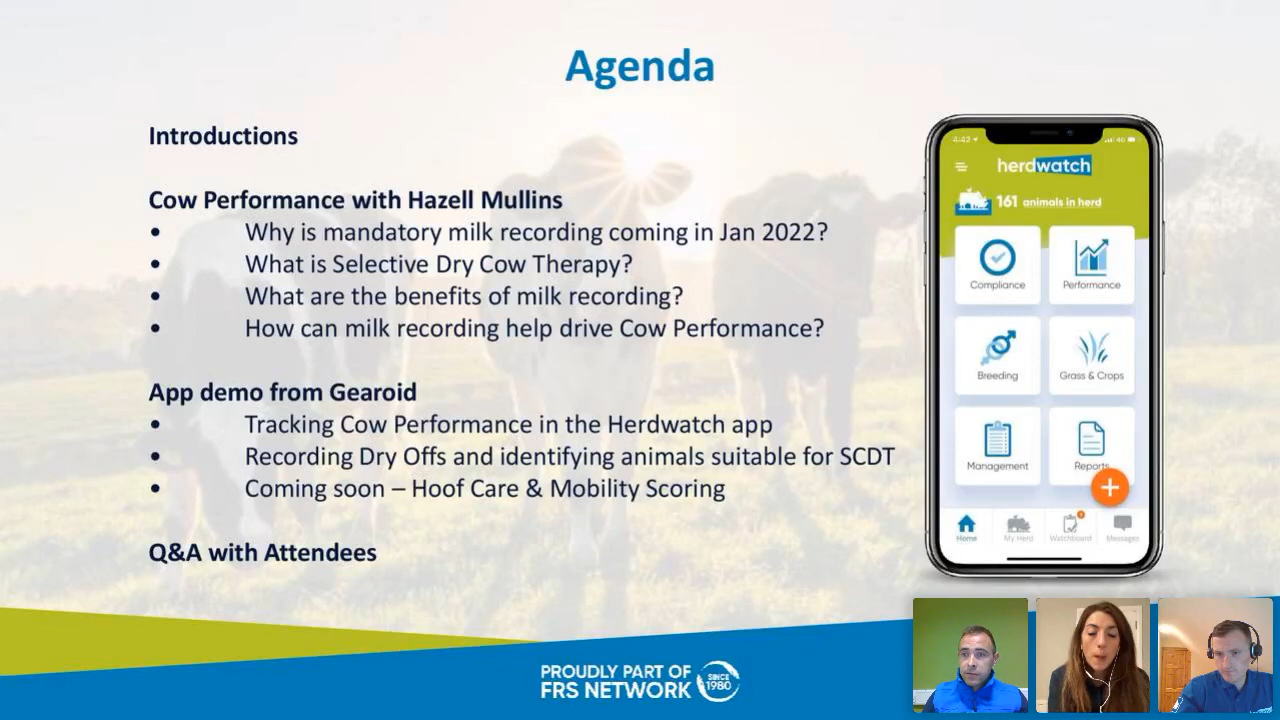 Agenda
Introductions
Cow Performance with Hazell Mullins
• Why is mandatory milk recording coming in Jan 2022?
• What is Selective Dry Cow Therapy?
• What are the benefits of milk recording?
• How can milk recording help drive Cow Performance?
App demo from Gearoid
• Tracking Cow Performance in the Herdwatch app
• Recording Dry Offs and identifying animals suitable for SCDT
• Coming soon – Hoof Care & Mobility Scoring
Q&A with Attendees
4:42 4G
herdwatch
161 animals in herd
Compliance Performance
Breeding Grass & Crops
Management Reports
+
Home My Herd Watchboard Messages
PROUDLY PART OF
FRS NETWORK
SINCE
1980